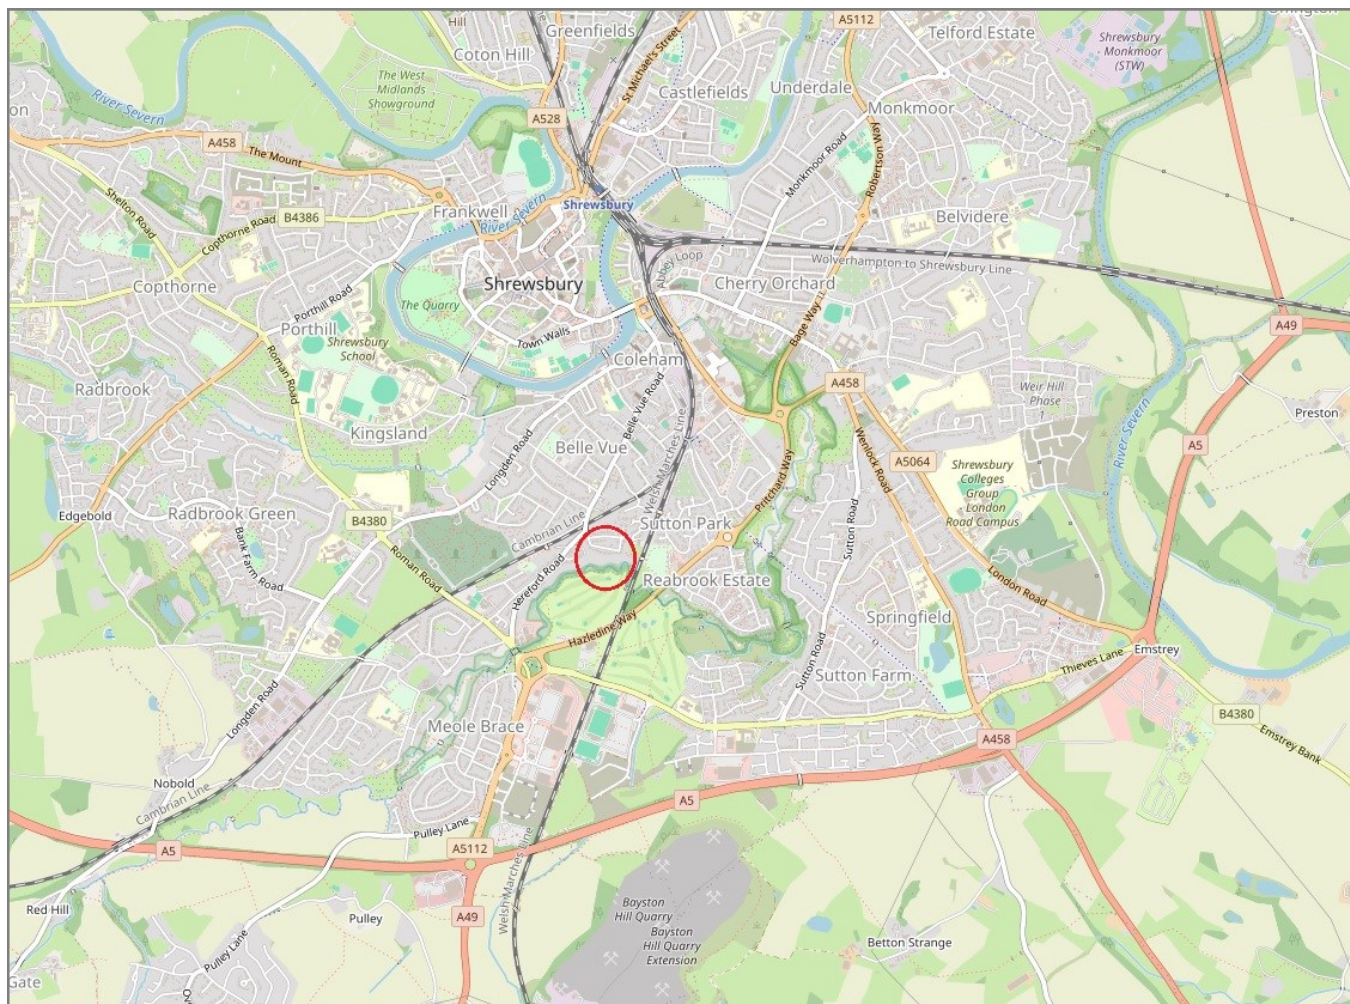 Hill
Greenfields
A5112
Telford Estate
Coton Hill
St Michael's Street
Shrewsbury
Monkmoor
(STW)
The West
Midlands
Showground
River Severn
Castlefields
Underdale
Monkmoor
A528
A458
The Mount
Monkmoor Road
Robertson Way
Shelton Road
Frankwell
River Severn
Shrewsbury
B4386
Copthorne Road
Belvidere
Abbey Loop
Wolverhampton to Shrewsbury Line
Copthorne
Shrewsbury
Cherry Orchard
Porthill Road
The Quarry
Bage Way
A49
Porthill
Town Walls
Shrewsbury
School
Coleham
Roman Road
Radbrook
Belle Vue Road
A458
Weir Hill
Phase
1
Preston
Kingsland
Longden Road
Belle Vue
Welsh Marches Line
River Severn
A5
Wenlock Road
A5064
Shrewsbury
Colleges
Group
London
Road Campus
Pritchard Way
Edgebold
Radbrook Green
B4380
Sutton Park
Sutton Road
Bank Farm Road
Cambrian Line
Roman Road
Hereford Road
Reabrook Estate
London Road
Springfield
Hazledine Way
Thieves Lane
Emstrey
Sutton Road
Sutton Farm
Longden Road
Meole Brace
B4380
Emstrey Bank
A458
Nobold
Cambrian Line
A5
Pulley Lane
A5112
A5
Welsh Marches Line
Red Hill
Pulley
A49
Bayston
Hill Quarry
Bayston
Hill Quarry
Extension
Betton Strange
Pulley Lane
Gate